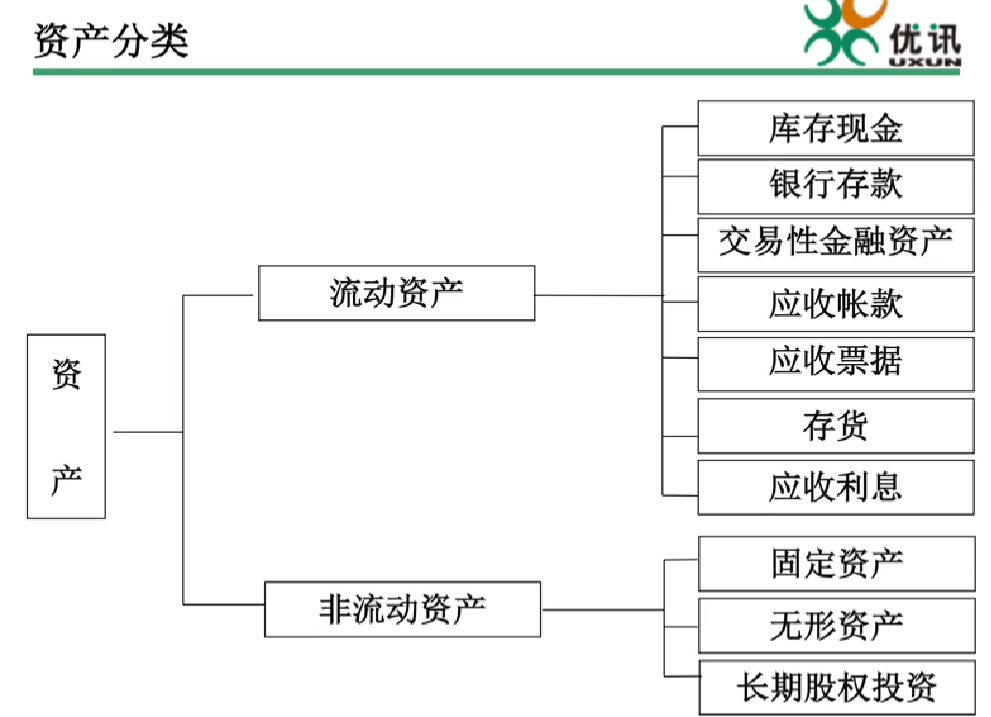 资产分类
优讯
UXUN
库存现金
银行存款
交易性金融资产
流动资产
应收帐款
应收票据
资
产
存货
应收利息
固定资产
非流动资产
无形资产
长期股权投资